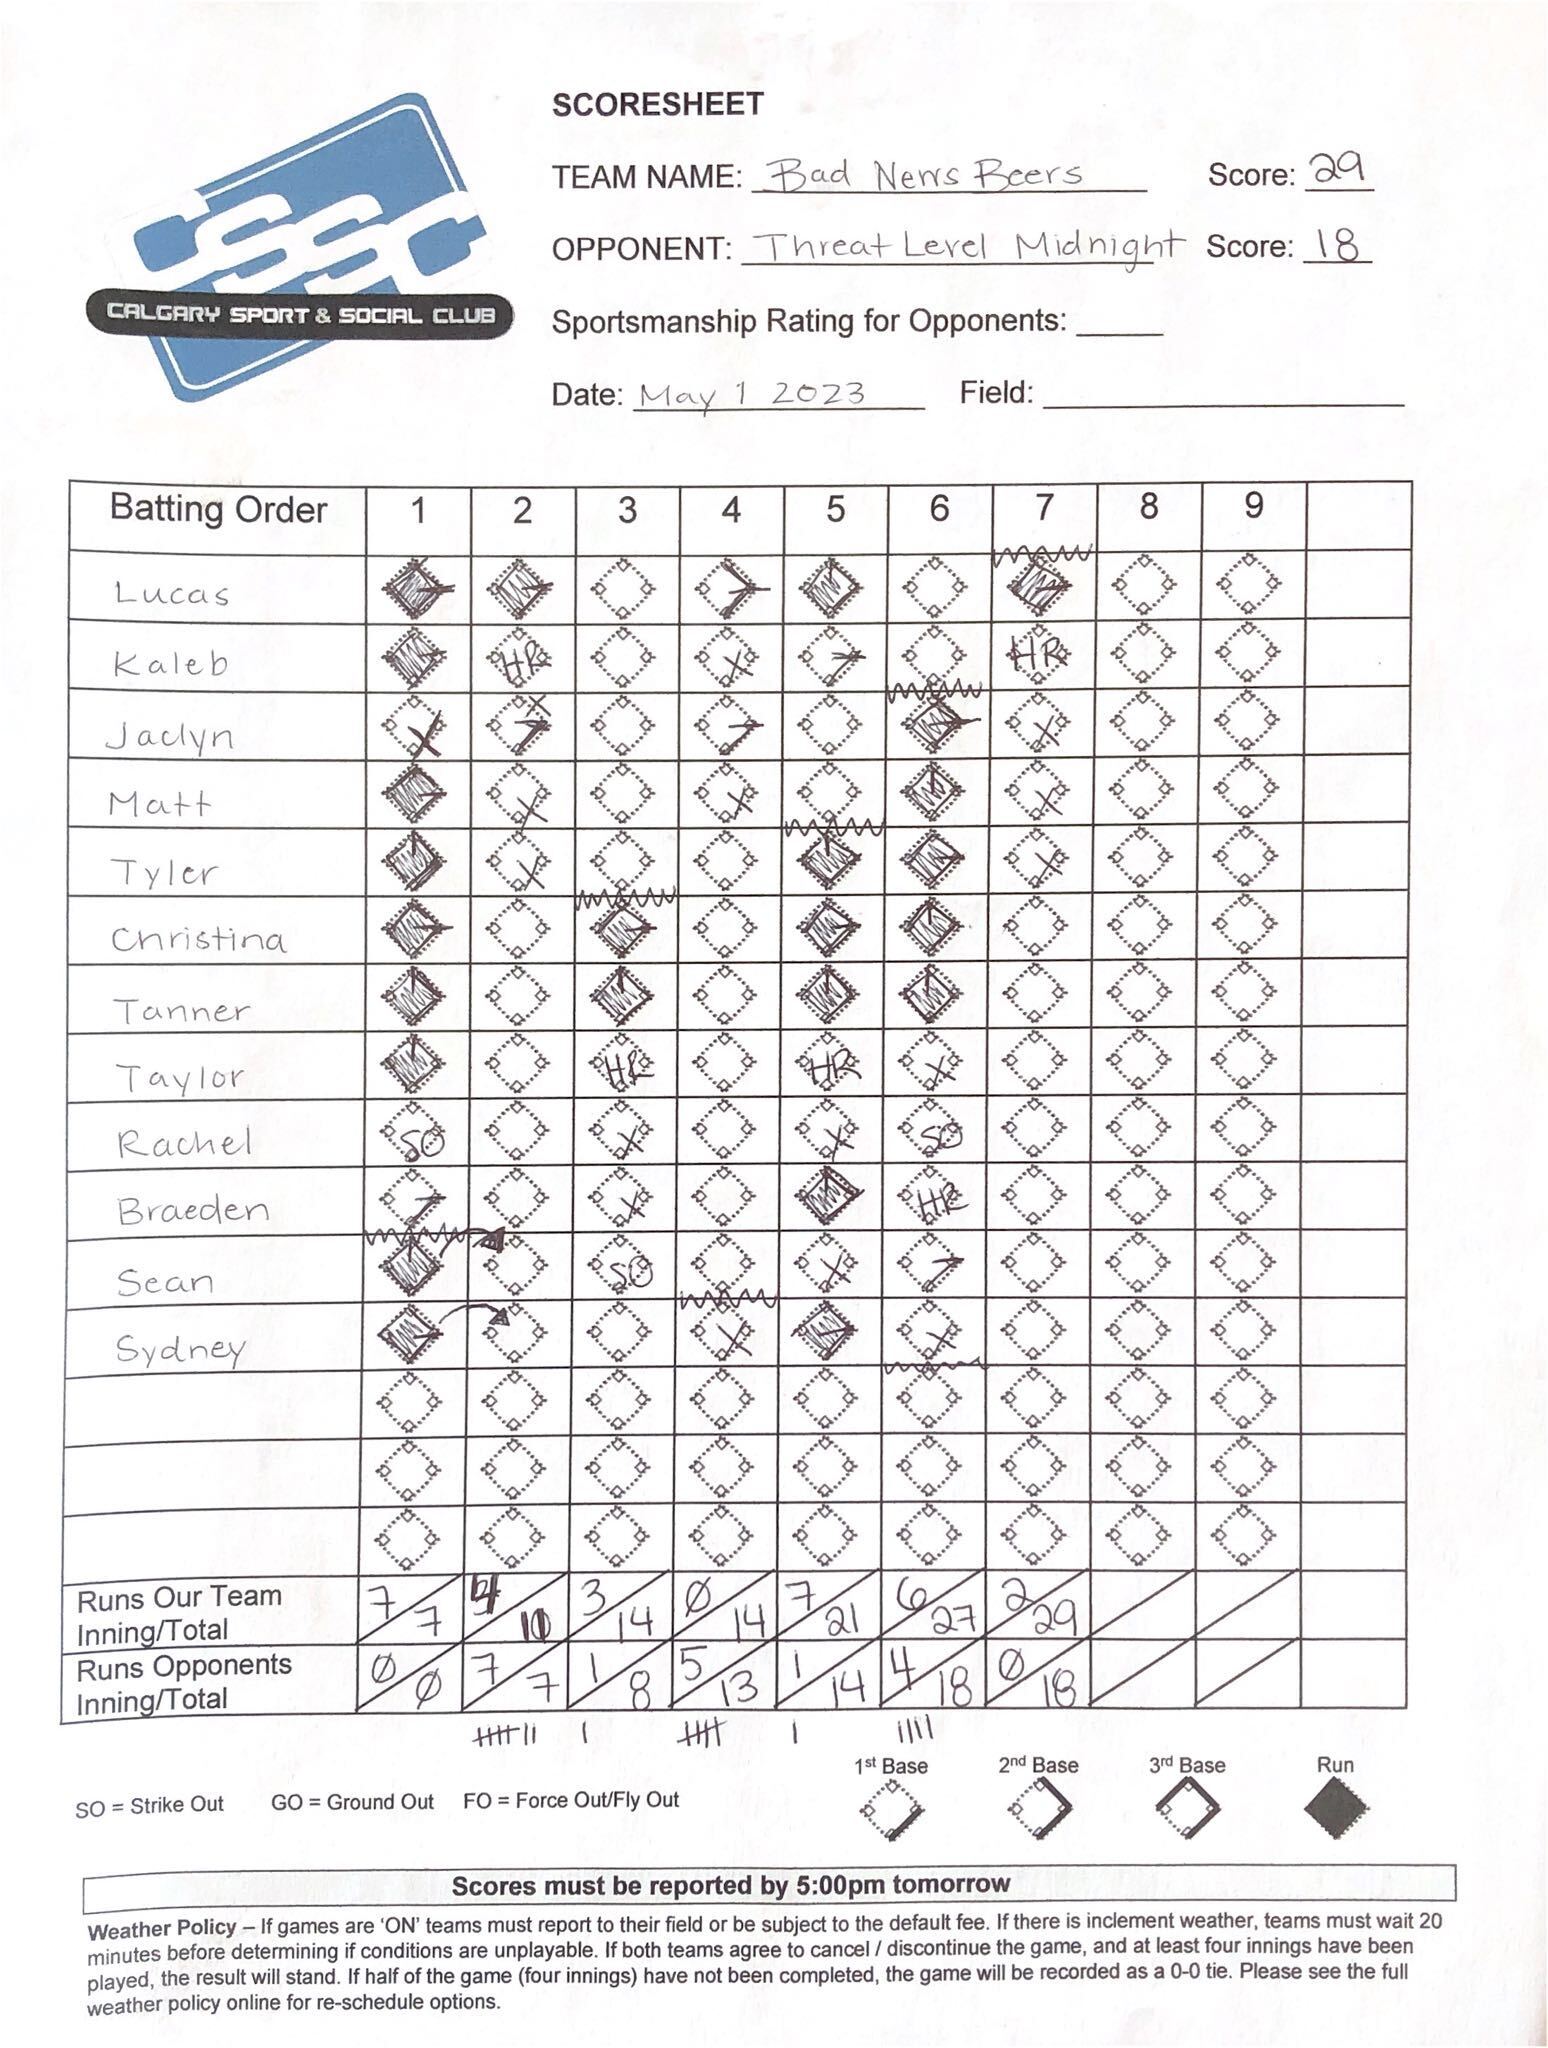 SCORESHEET
TEAM NAME: Bad News Beers Score: 29
OPPONENT: Threat Level Midnight Score: 18
CSSC
CALGARY SPORT & SOCIAL CLUB
Sportsmanship Rating for Opponents:
Date: May 1 2023 Field:
Batting Order 1 2 3 4 5 6 7 8 9
Lucas
Kaleb HR HR
Jaclyn X X X
Matt X X X
Tyler X X
Christina
Tanner
Taylor HR HR X
Rachel SO X X SO
Braeden X HR
Sean SO X
Sydney X X
Runs Our Team 7 4 3 0 7 6 2
Inning/Total 7 14 14 21 27 29
Runs Opponents 0 7 1 5 1 4 0
Inning/Total 0 7 8 13 14 18 18
1st Base 2nd Base 3rd Base Run
SO = Strike Out GO = Ground Out FO = Force Out/Fly Out
Scores must be reported by 5:00pm tomorrow
Weather Policy – If games are 'ON' teams must report to their field or be subject to the default fee. If there is inclement weather, teams must wait 20
minutes before determining if conditions are unplayable. If both teams agree to cancel / discontinue the game, and at least four innings have been
played, the result will stand. If half of the game (four innings) have not been completed, the game will be recorded as a 0-0 tie. Please see the full
weather policy online for re-schedule options.